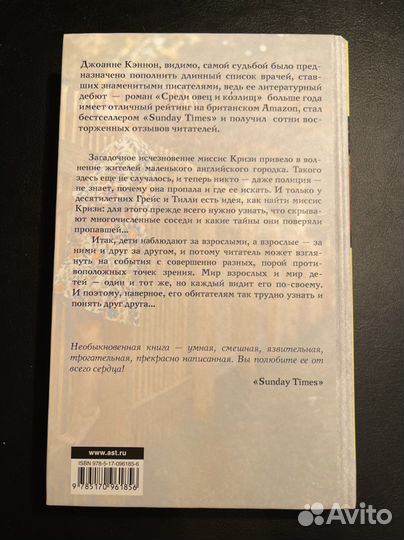 Джоанне Кэннон, видимо, самой судьбой было пред-
назначено пополнить длинный список врачей, став-
ших знаменитыми писателями, ведь ее литературный
дебют — роман «Среди овец и козлищ» больше года
имеет отличный рейтинг на британском Amazon, стал
бестселлером «Sunday Times» и получил сотни вос-
торженных отзывов читателей.
Загадочное исчезновение миссис Кризи привело в вол-
нение жителей маленького английского городка. Такого
здесь еще не случалось, и теперь никто — даже полиция —
не знает, почему она пропала и где ее искать. И только у
десятилетних Грейс и Тилли есть идея, как найти миссис
Кризи: для этого прежде всего нужно узнать, что скрывают
многочисленные соседи и какие тайны они поверяли
пропавшей...
Итак, дети наблюдают за взрослыми, а взрослые — за
ними и друг за другом, и потому читатель может взгля-
нуть на события с совершенно разных, порой проти-
воположных точек зрения. Мир взрослых и мир де-
тей — один и тот же, но каждый видит его по-своему.
И поэтому, наверное, его обитателям так трудно узнать и
понять друг друга...
Необыкновенная книга — умная, смешная, язвительная,
трогательная, прекрасно написанная. Вы полюбите ее от
всего сердца!
«Sunday Times»
www.ast.ru
ISBN 978-5-17-096185-6
9 785170 961856
Avito